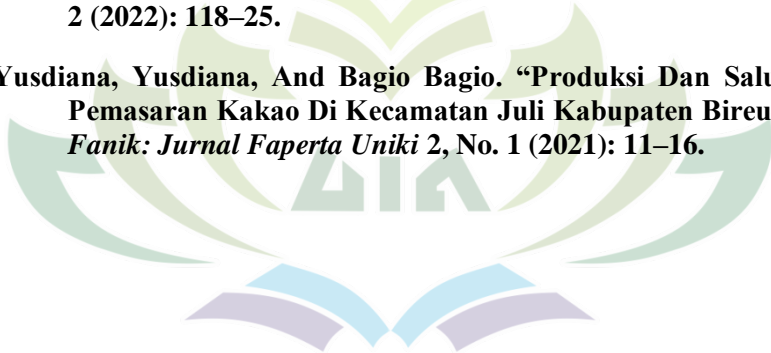 2 (2022): 118–25.
Yusdiana, Yusdiana, And Bagio Bagio. “Produksi Dan Salu
Pemasaran Kakao Di Kecamatan Juli Kabupaten Bireu
Fanik: Jurnal Faperta Uniki 2, No. 1 (2021): 11–16.